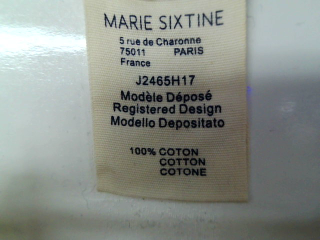 MARIE SIXTINE
5 rue de Charonne
75011 PARIS
France
J2465H17
Modèle Déposé
Registered Design
Modello Depositato
100% COTON
COTTON
COTONE